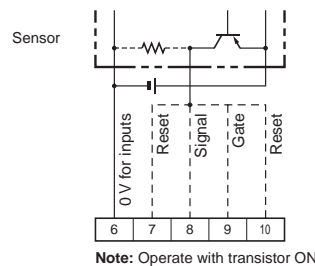 Sensor
0 V for inputs
Reset
Signal
Gate
Reset
6 7 8 9 10
Note: Operate with transistor ON